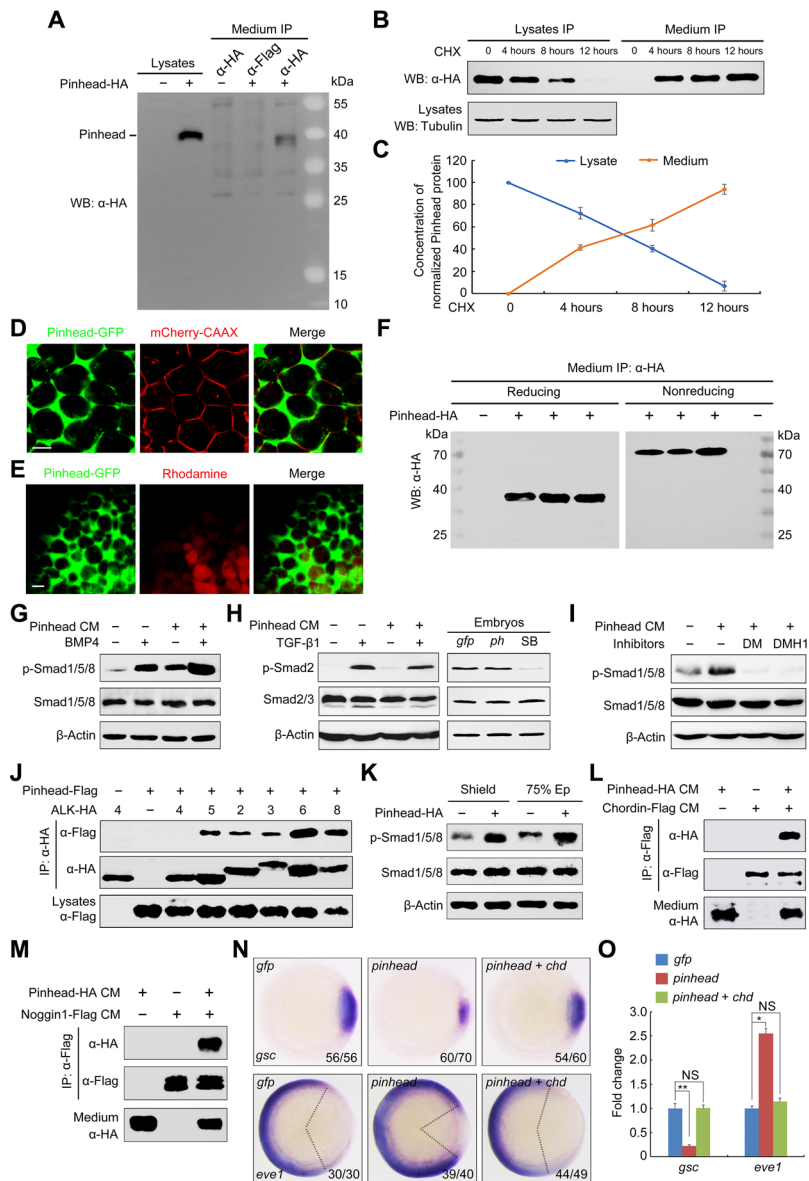 A
Medium IP
Lysates
α-HA
α-Flag
α-HA
Pinhead-HA
– + – + +
kDa
Pinhead
55
40
35
25
15
10
WB: α-HA
B
Lysates IP
Medium IP
CHX
0 4 hours 8 hours 12 hours
0 4 hours 8 hours 12 hours
WB: α-HA
Lysates
WB: Tubulin
C
Lysate
Medium
Concentration of
normalized Pinhead protein
120
100
80
60
40
20
0
CHX
0 4 hours 8 hours 12 hours
D
Pinhead-GFP
mCherry-CAAX
Merge
E
Pinhead-GFP
Rhodamine
Merge
F
Medium IP: α-HA
Reducing
Nonreducing
Pinhead-HA
– + + +
+ + + –
kDa
70
40
25
kDa
70
40
25
WB: α-HA
G
Pinhead CM – – + +
BMP4 – + – +
p-Smad1/5/8
Smad1/5/8
β-Actin
H
Pinhead CM – – + +
TGF-β1 – + – +
Embryos
gfp ph SB
p-Smad2
Smad2/3
β-Actin
I
Pinhead CM – + + +
Inhibitors – – DM DMH1
p-Smad1/5/8
Smad1/5/8
β-Actin
J
Pinhead-Flag – + + + + + + +
ALK-HA 4 – 4 5 2 3 6 8
IP: α-HA
α-Flag
α-HA
Lysates
α-Flag
K
Shield
75% Ep
Pinhead-HA – + – +
p-Smad1/5/8
Smad1/5/8
β-Actin
L
Pinhead-HA CM + – +
Chordin-Flag CM – + +
IP: α-Flag
α-HA
α-Flag
Medium
α-HA
M
Pinhead-HA CM + – +
Noggin1-Flag CM – + +
IP: α-Flag
α-HA
α-Flag
Medium
α-HA
N
gfp
gsc
56/56
pinhead
60/70
pinhead + chd
54/60
gfp
eve1
30/30
pinhead
39/40
pinhead + chd
44/49
O
gfp
pinhead
pinhead + chd
Fold change
3.0
2.5
2.0
1.5
1.0
0.5
0
NS
**
NS
*
gsc
eve1